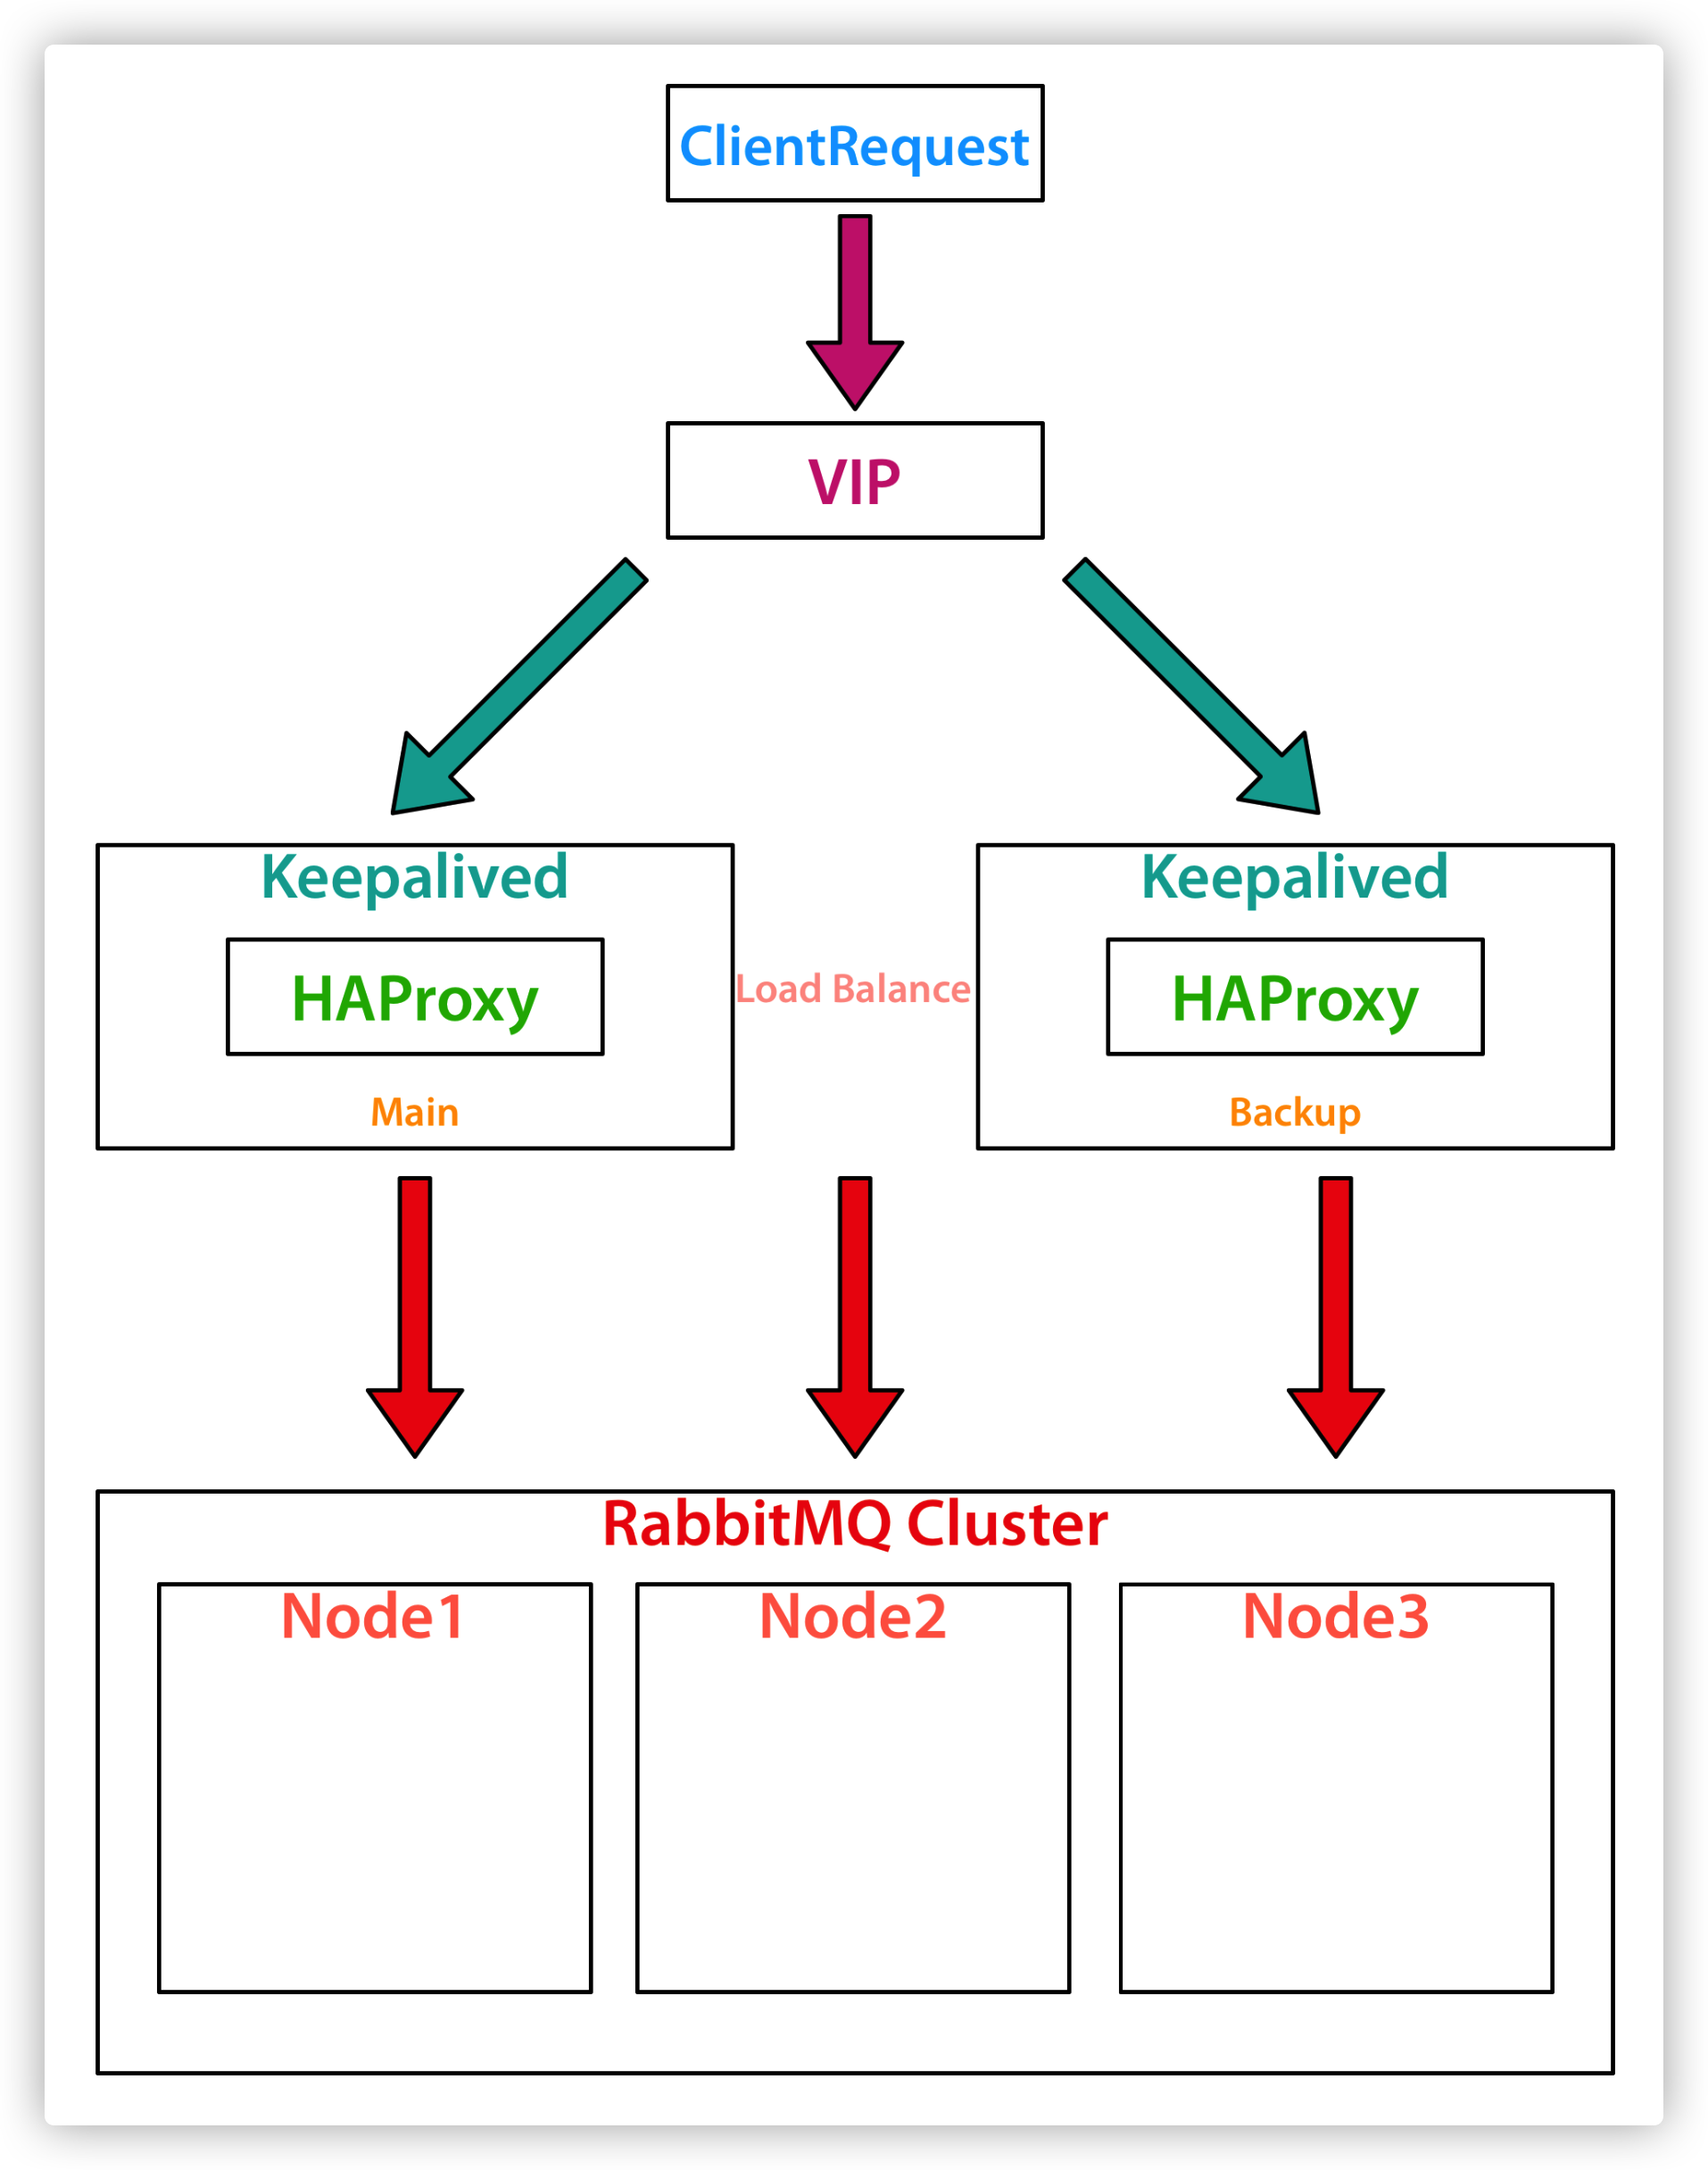 ClientRequest
VIP
Keepalived
HAProxy
Main
Load Balance
Keepalived
HAProxy
Backup
RabbitMQ Cluster
Node1
Node2
Node3